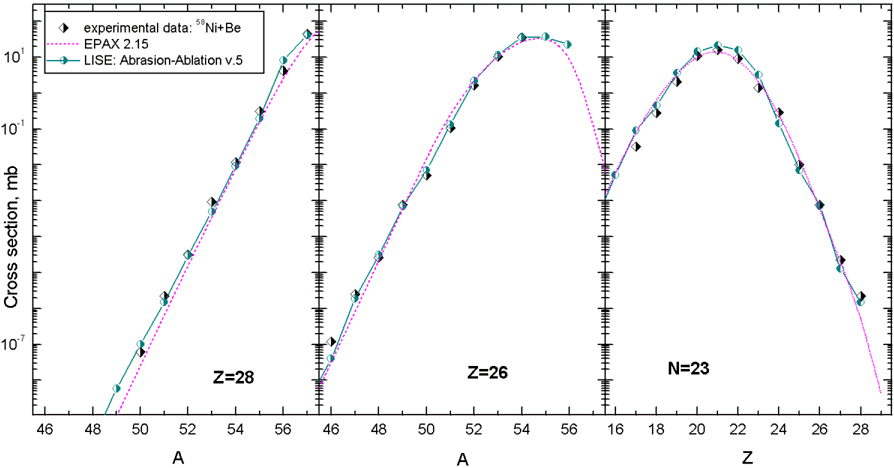 experimental data: ⁵⁸Ni+Be
EPAX 2.15
LISE: Abrasion-Ablation v.5
Cross section, mb
10¹
10⁻¹
10⁻⁷
Z=28
Z=26
N=23
46 48 50 52 54 56
46 48 50 52 54 56
16 18 20 22 24 26 28
A
A
Z